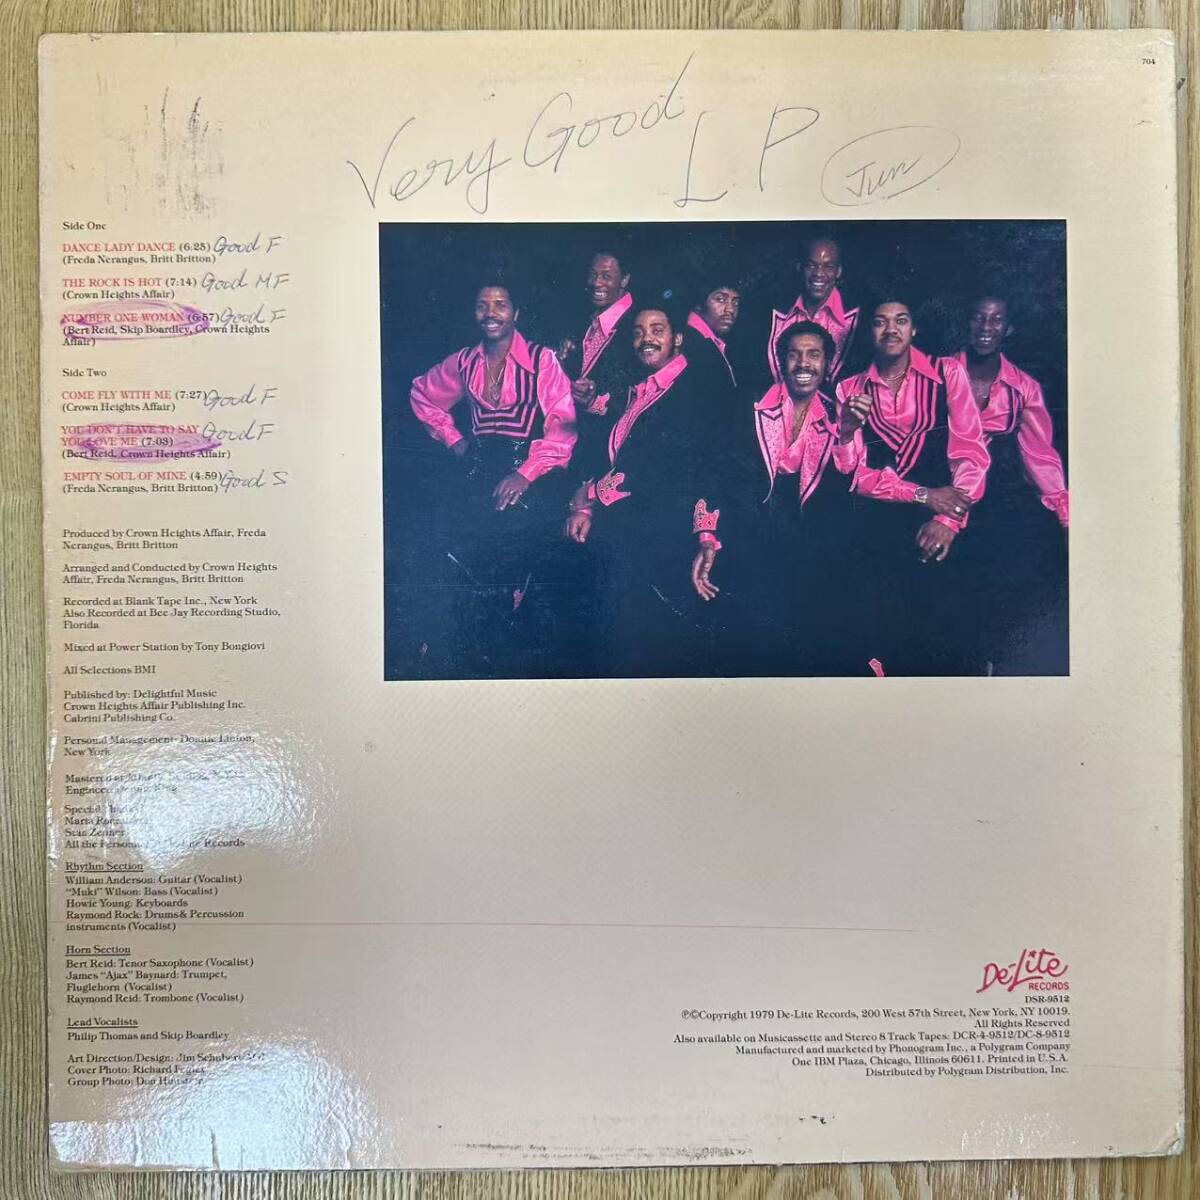 704
Very Good LP Jun
Side One
DANCE LADY DANCE (6:25) Good F
(Freda Nerangus, Britt Britton)
THE ROCK IS HOT (7:14) Good MF
(Crown Heights Affair)
NUMBER ONE WOMAN (6:57) Good F
(Bert Reid, Skip Boardley, Crown Heights
Affair)
Side Two
COME FLY WITH ME (7:27) Good F
(Crown Heights Affair)
YOU DON'T HAVE TO SAY Good F
YOU LOVE ME (7:03)
(Bert Reid, Crown Heights Affair)
EMPTY SOUL OF MINE (4:59) Good S
(Freda Nerangus, Britt Britton)
Produced by Crown Heights Affair, Freda
Nerangus, Britt Britton
Arranged and Conducted by Crown Heights
Affair, Freda Nerangus, Britt Britton
Recorded at Blank Tape Inc., New York
Also Recorded at Bee Jay Recording Studio,
Florida
Mixed at Power Station by Tony Bongiovi
All Selections BMI
Published by: Delightful Music
Crown Heights Affair Publishing Inc.
Cabrini Publishing Co.
Personal Management: Donnie Linton,
New York
Mastered at
Engineer
Special
Stan
All the Records
Rhythm Section
William Anderson: Guitar (Vocalist)
"Muki" Wilson: Bass (Vocalist)
Howie Young: Keyboards
Raymond Rock: Drums & Percussion
instruments (Vocalist)
Horn Section
Bert Reid: Tenor Saxophone (Vocalist)
James "Ajax" Baynard: Trumpet,
Fluglehorn (Vocalist)
Raymond Reid: Trombone (Vocalist)
Lead Vocalists
Philip Thomas and Skip Boardley
Art Direction/Design: Jim
Cover Photo: Richard
Group Photo: Don
®
De-Lite
RECORDS
DSR-9512
℗©Copyright 1979 De-Lite Records, 200 West 57th Street, New York, NY 10019.
All Rights Reserved
Also available on Musicassette and Stereo 8 Track Tapes: DCR-4-9512/DC-8-9512
Manufactured and marketed by Phonogram Inc., a Polygram Company
One IBM Plaza, Chicago, Illinois 60611. Printed in U.S.A.
Distributed by Polygram Distribution, Inc.